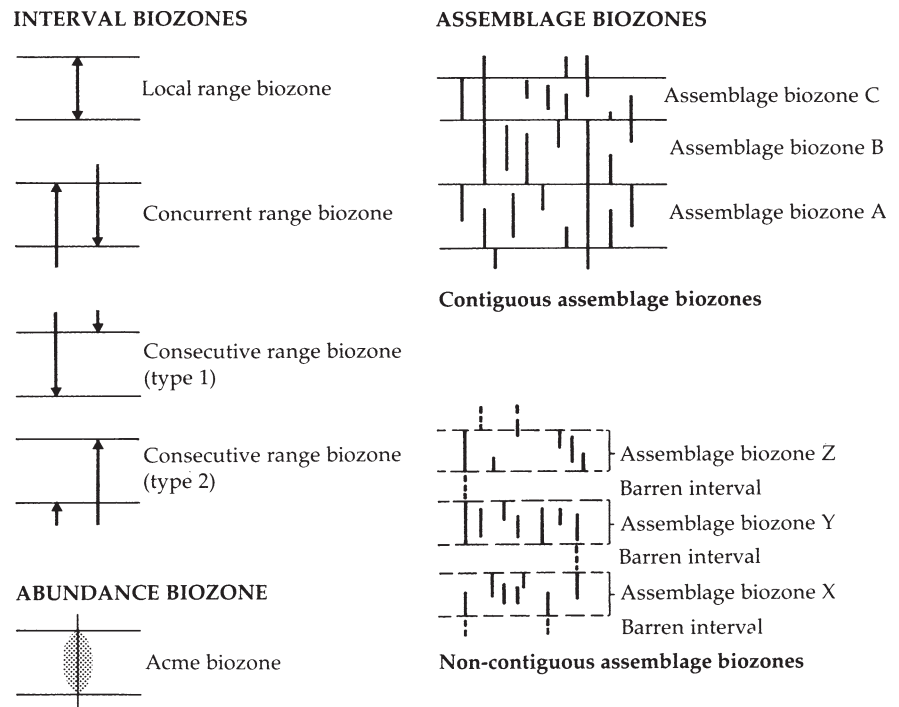 INTERVAL BIOZONES
Local range biozone
Concurrent range biozone
Consecutive range biozone
(type 1)
Consecutive range biozone
(type 2)
ABUNDANCE BIOZONE
Acme biozone
ASSEMBLAGE BIOZONES
Assemblage biozone C
Assemblage biozone B
Assemblage biozone A
Contiguous assemblage biozones
Assemblage biozone Z
Barren interval
Assemblage biozone Y
Barren interval
Assemblage biozone X
Barren interval
Non-contiguous assemblage biozones